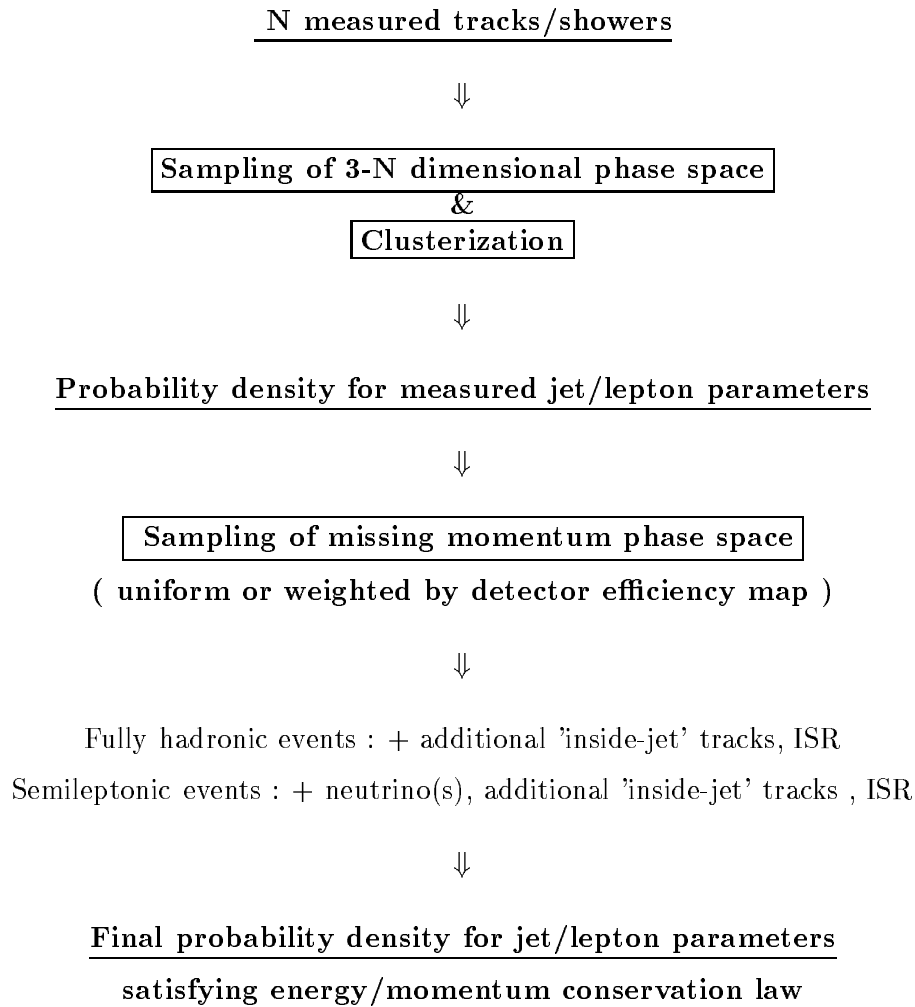 N measured tracks/showers
⇓
Sampling of 3-N dimensional phase space
&
Clusterization
⇓
Probability density for measured jet/lepton parameters
⇓
Sampling of missing momentum phase space
( uniform or weighted by detector efficiency map )
⇓
Fully hadronic events : + additional 'inside-jet' tracks, ISR
Semileptonic events : + neutrino(s), additional 'inside-jet' tracks , ISR
⇓
Final probability density for jet/lepton parameters
satisfying energy/momentum conservation law